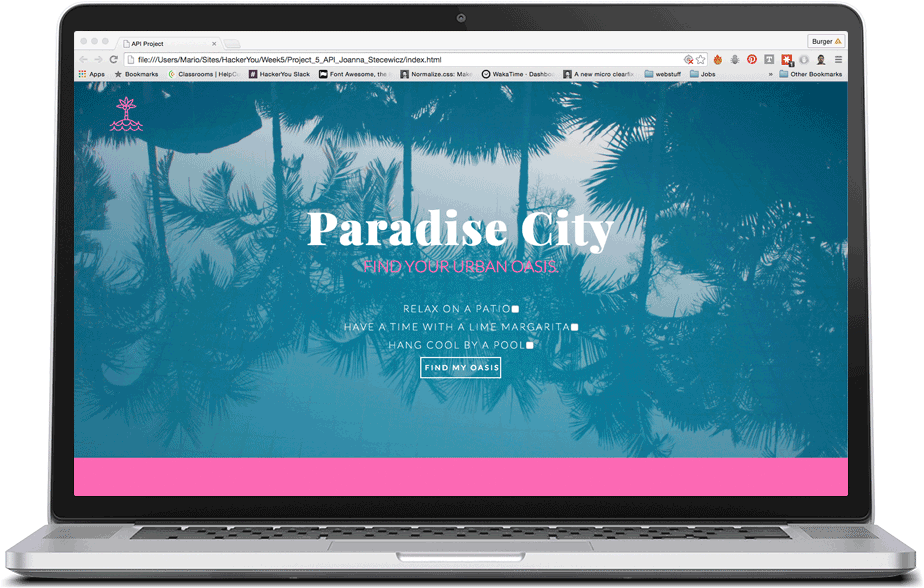 API Project
Burger
file:///Users/Mario/Sites/HackerYou/Week5/Project_5_API_Joanna_Stecewicz/index.html
Apps Bookmarks Classrooms | HelpC HackerYou Slack Font Awesome, the Normalize.css: Mak WakaTime - Dashbo A new micro clearfix webstuff Jobs » Other Bookmarks
Paradise City
FIND YOUR URBAN OASIS.
RELAX ON A PATIO
HAVE A TIME WITH A LIME MARGARITA
HANG COOL BY A POOL
FIND MY OASIS